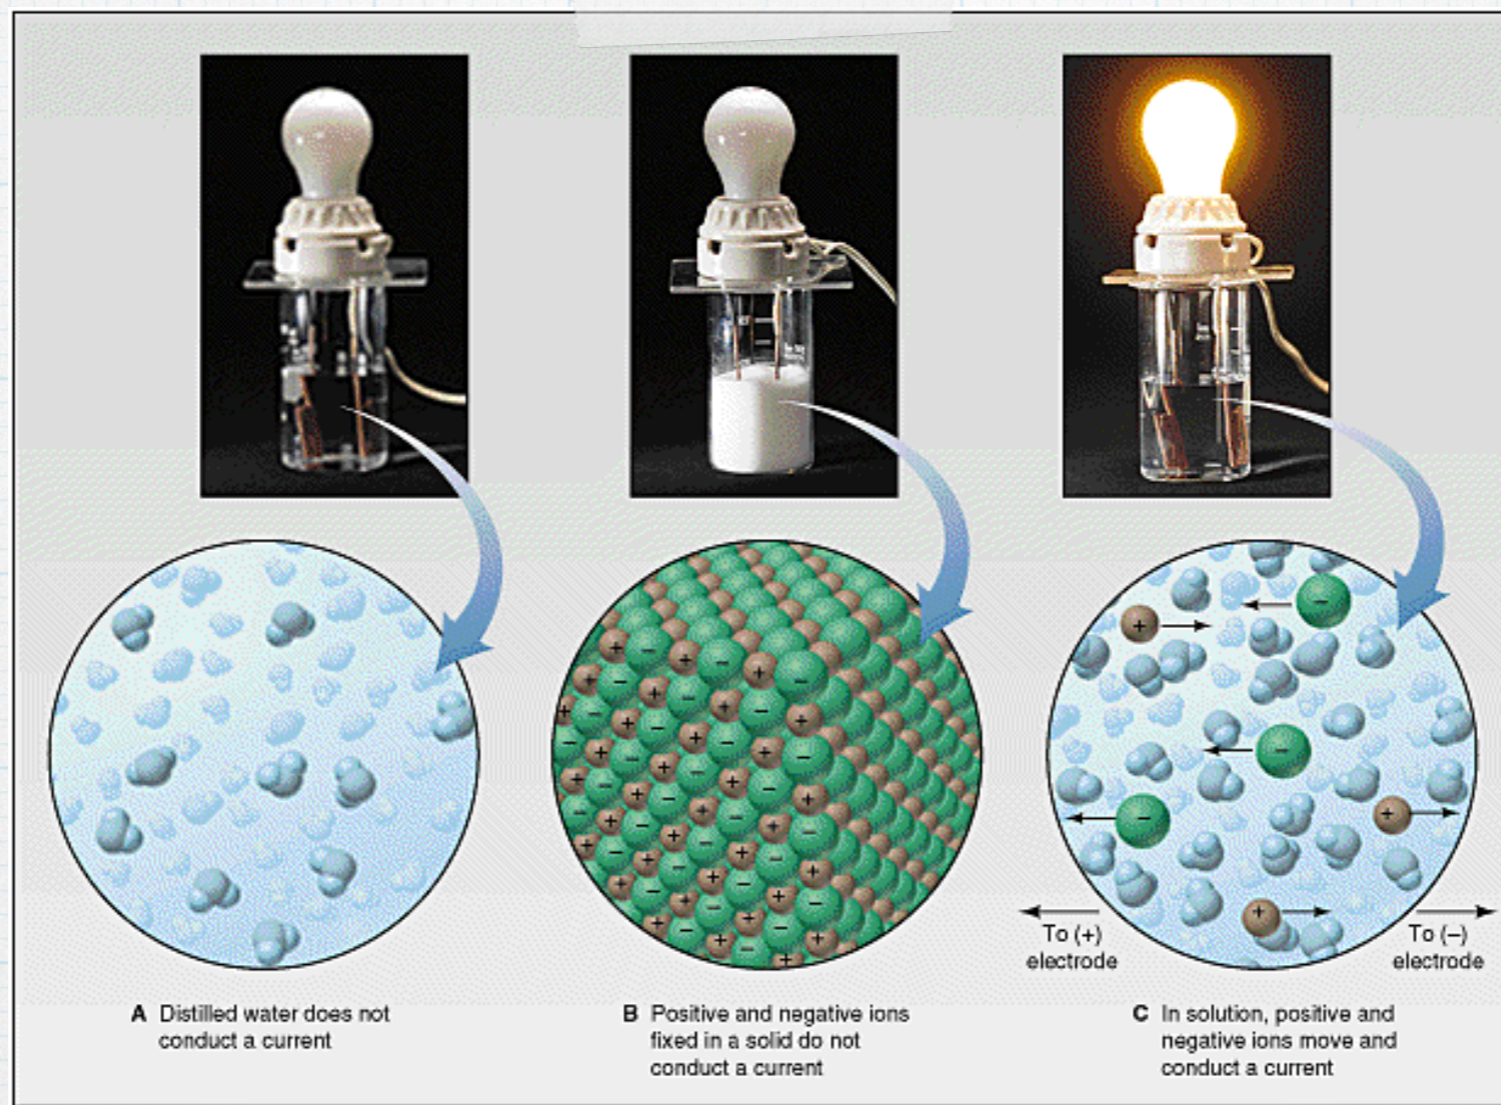 To (+)
electrode
To (–)
electrode
A Distilled water does not
conduct a current
B Positive and negative ions
fixed in a solid do not
conduct a current
C In solution, positive and
negative ions move and
conduct a current